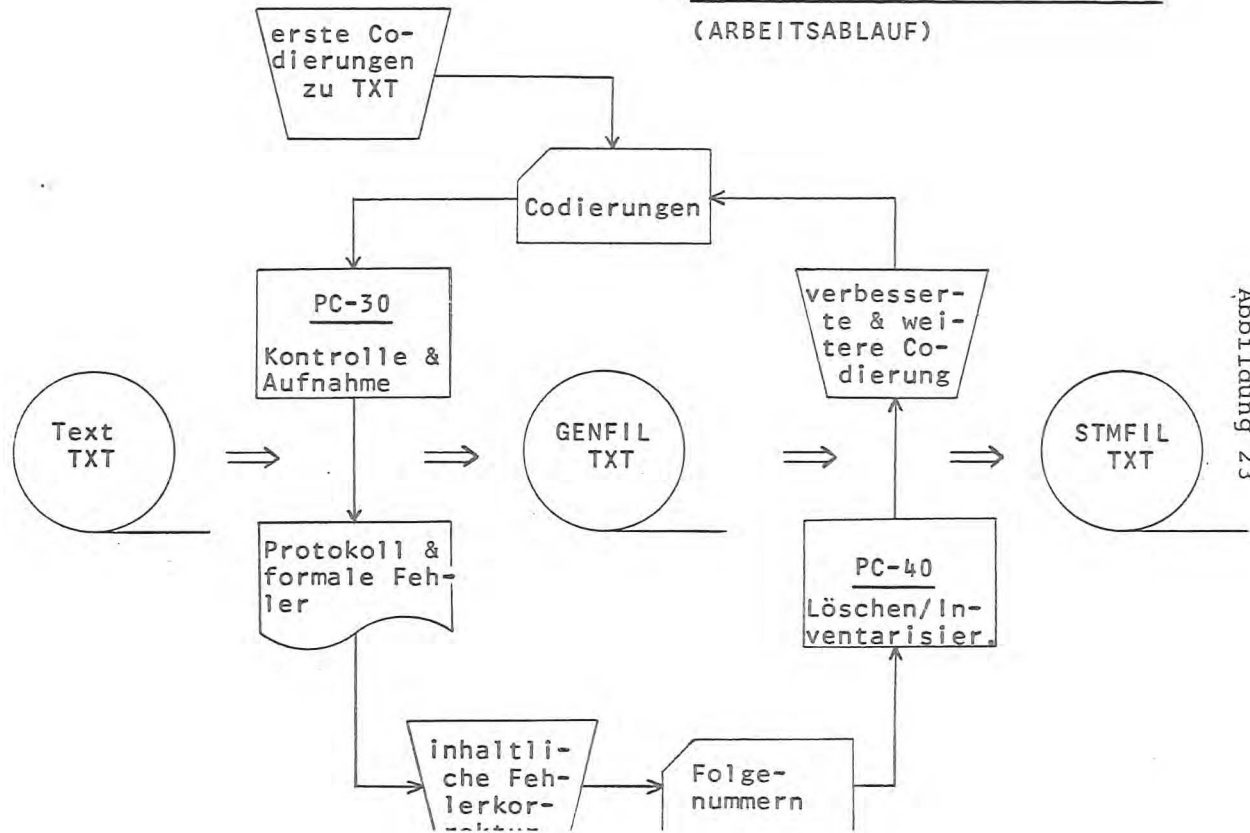 (ARBEITSABLAUF)
erste Co-
dierungen
zu TXT
Codierungen
PC-30
Kontrolle &
Aufnahme
verbesser-
te & wei-
tere Co-
dierung
Text
TXT
GENFIL
TXT
STMFIL
TXT
Abbildung 23
Protokoll &
formale Feh-
ler
PC-40
Löschen/In-
ventarisier.
inhaltli-
che Feh-
lerkor-
Folge-
nummern